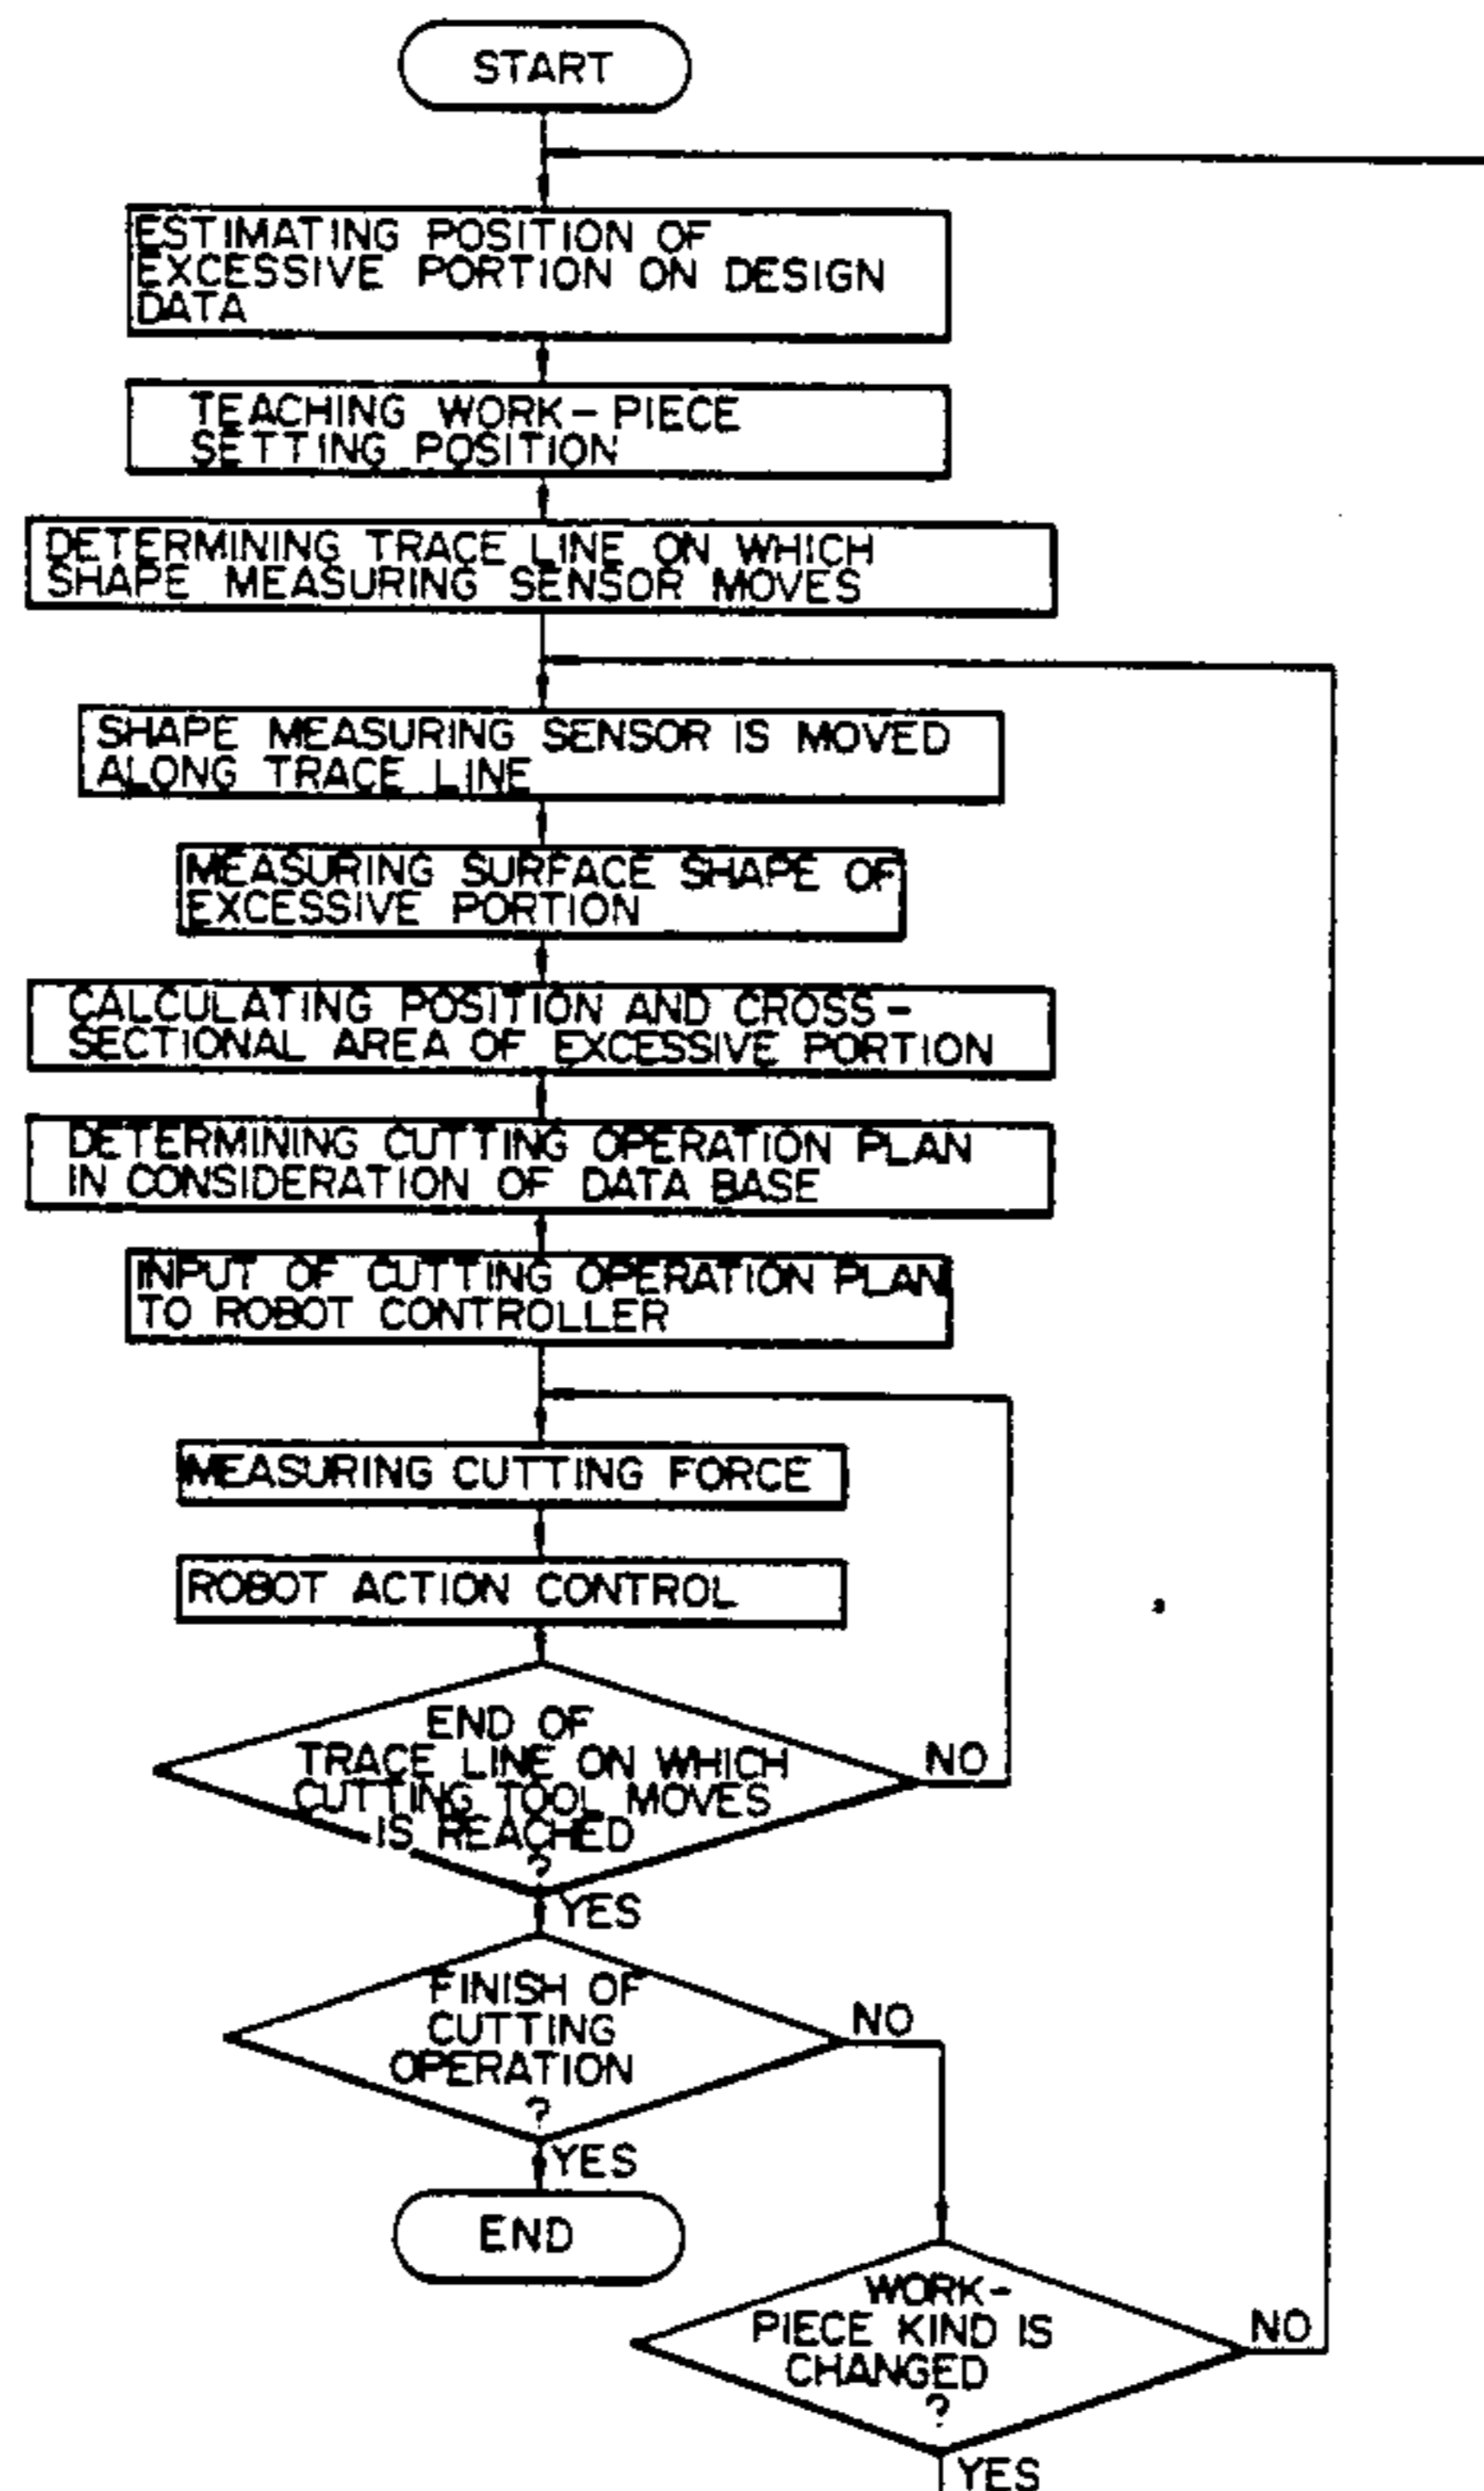 START
ESTIMATING POSITION OF
EXCESSIVE PORTION ON DESIGN
DATA
TEACHING WORK-PIECE
SETTING POSITION
DETERMINING TRACE LINE ON WHICH
SHAPE MEASURING SENSOR MOVES
SHAPE MEASURING SENSOR IS MOVED
ALONG TRACE LINE
MEASURING SURFACE SHAPE OF
EXCESSIVE PORTION
CALCULATING POSITION AND CROSS-
SECTIONAL AREA OF EXCESSIVE PORTION
DETERMINING CUTTING OPERATION PLAN
IN CONSIDERATION OF DATA BASE
INPUT OF CUTTING OPERATION PLAN
TO ROBOT CONTROLLER
MEASURING CUTTING FORCE
ROBOT ACTION CONTROL
END OF
TRACE LINE ON WHICH
CUTTING TOOL MOVES
IS REACHED
?
NO
YES
FINISH OF
CUTTING
OPERATION
?
NO
YES
END
WORK-
PIECE KIND IS
CHANGED
?
NO
YES